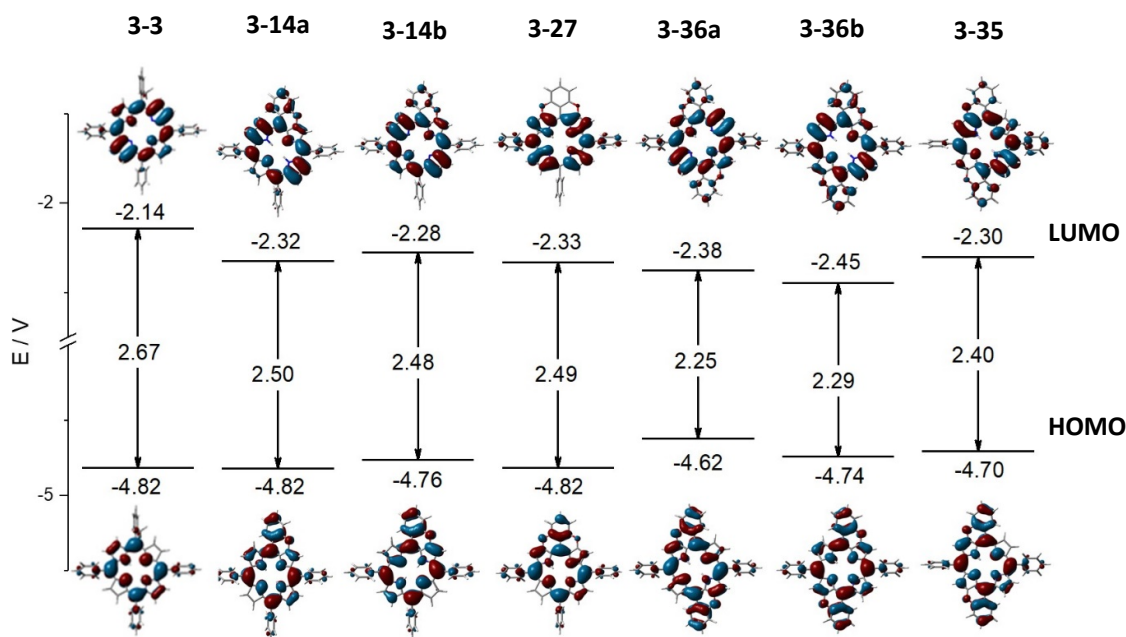 3-3 3-14a 3-14b 3-27 3-36a 3-36b 3-35
-2
-2.14 -2.32 -2.28 -2.33 -2.38 -2.45 -2.30
LUMO
E / V
2.67 2.50 2.48 2.49 2.25 2.29 2.40
HOMO
-4.82 -4.82 -4.76 -4.82 -4.62 -4.74 -4.70
-5